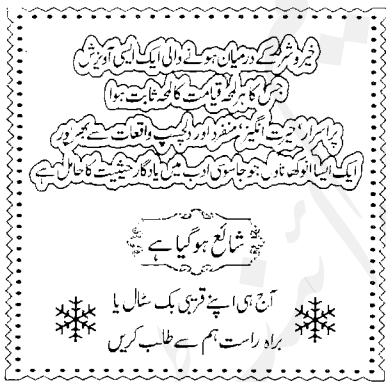 خیر و شر کے درمیان ہونے والی ایک ایسی آویزش
جس کا ہر لمحہ قیامت کا لمحہ ثابت ہوا
پراسرار، حیرت انگیز، منفرد اور دلچسپ واقعات سے بھرپور
ایک ایسا انوکھا ناول جو جاسوسی ادب میں یادگار حیثیت کا حامل ہے
شائع ہو گیا ہے
آج ہی اپنے قریبی بک سٹال یا
براہ راست ہم سے طلب کریں